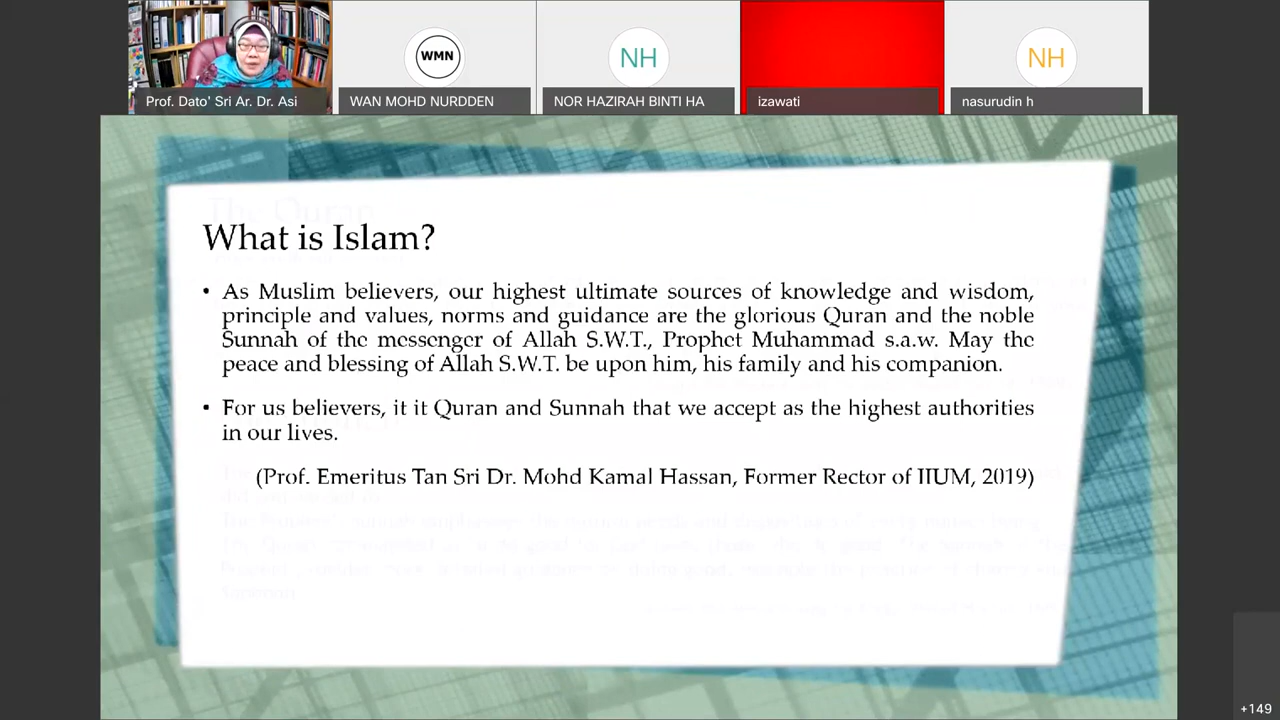 WMN
NH
NH
Prof. Dato' Sri Ar. Dr. Asi
WAN MOHD NURDDEN
NOR HAZIRAH BINTI HA
izawati
nasurudin h
The Quran
What is Islam?
• As Muslim believers, our highest ultimate sources of knowledge and wisdom,
principle and values, norms and guidance are the glorious Quran and the noble
Sunnah of the messenger of Allah S.W.T., Prophet Muhammad s.a.w. May the
peace and blessing of Allah S.W.T. be upon him, his family and his companion.
• For us believers, it it Quran and Sunnah that we accept as the highest authorities
in our lives.
(Prof. Emeritus Tan Sri Dr. Mohd Kamal Hassan, Former Rector of IIUM, 2019)
+149